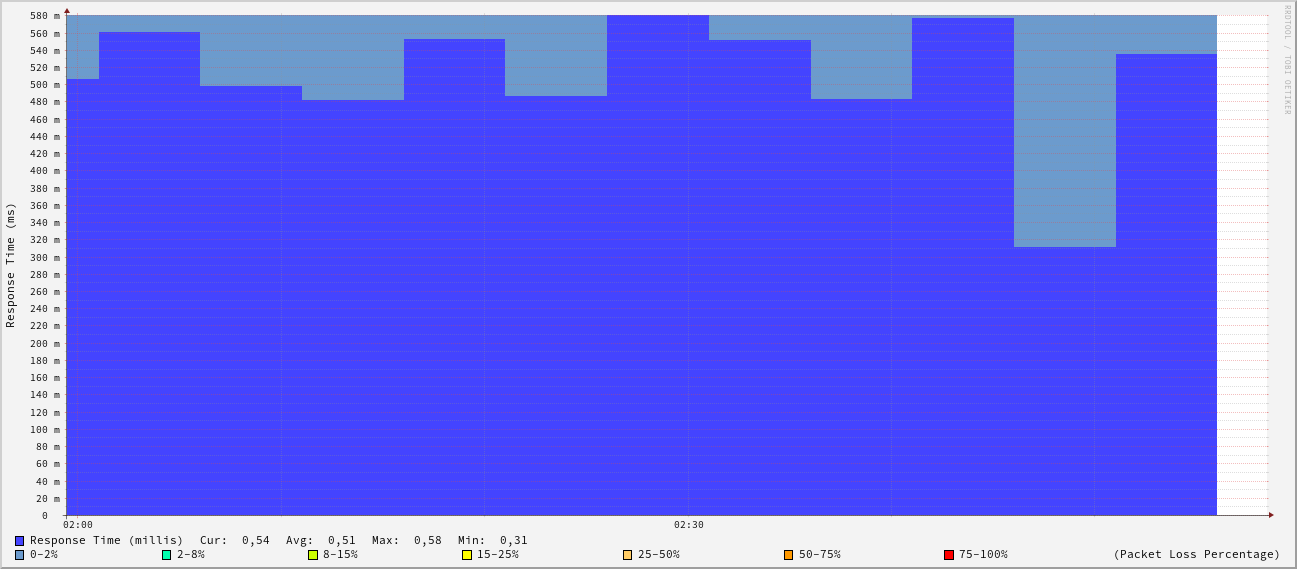 RRDTOOL / TOBI OETIKER
Response Time (ms)
580 m
560 m
540 m
520 m
500 m
480 m
460 m
440 m
420 m
400 m
380 m
360 m
340 m
320 m
300 m
280 m
260 m
240 m
220 m
200 m
180 m
160 m
140 m
120 m
100 m
80 m
60 m
40 m
20 m
0
02:00 02:30
Response Time (millis) Cur: 0,54 Avg: 0,51 Max: 0,58 Min: 0,31
0-2% 2-8% 8-15% 15-25% 25-50% 50-75% 75-100% (Packet Loss Percentage)